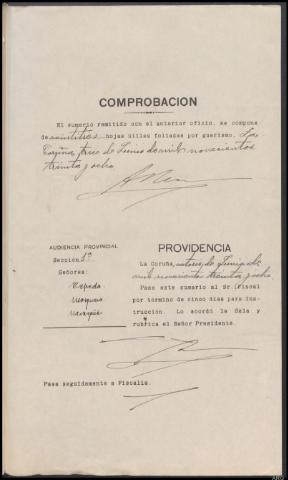 COMPROBACION
El sumario remitido con el anterior oficio, se compone
de veintitres hojas útiles foliadas por guarismo. La
Coruña, trece de Junio de mil novecientos
treinta y ocho
AUDIENCIA PROVINCIAL
Sección 1ª
Señores:
PROVIDENCIA
La Coruña, catorce de Junio de
mil novecientos treinta y ocho
Pase este sumario al Sr. Fiscal
por término de cinco días para ins-
trucción. Lo acordó la Sala y
rubrica el Señor Presidente.
Pasa seguidamente a Fiscalía.